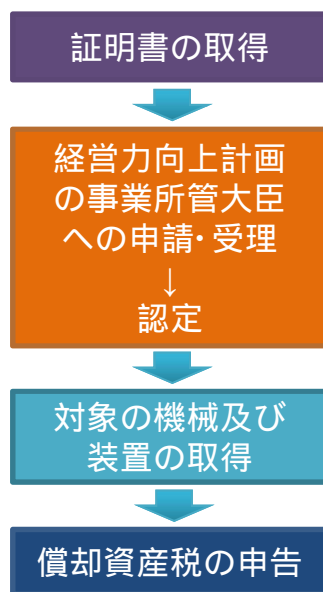 証明書の取得
経営力向上計画
の事業所管大臣
への申請・受理
↓
認定
対象の機械及び
装置の取得
償却資産税の申告